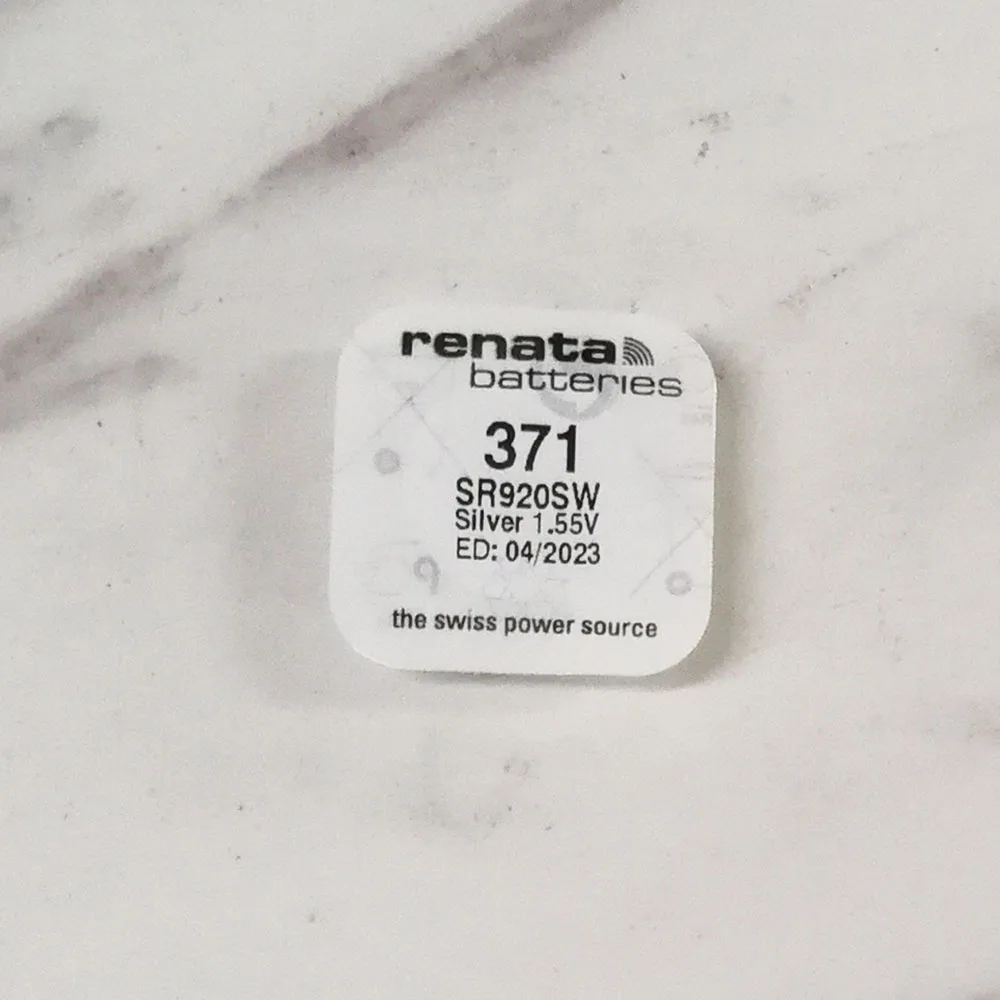 renata
batteries
371
SR920SW
Silver 1.55V
ED: 04/2023
the swiss power source